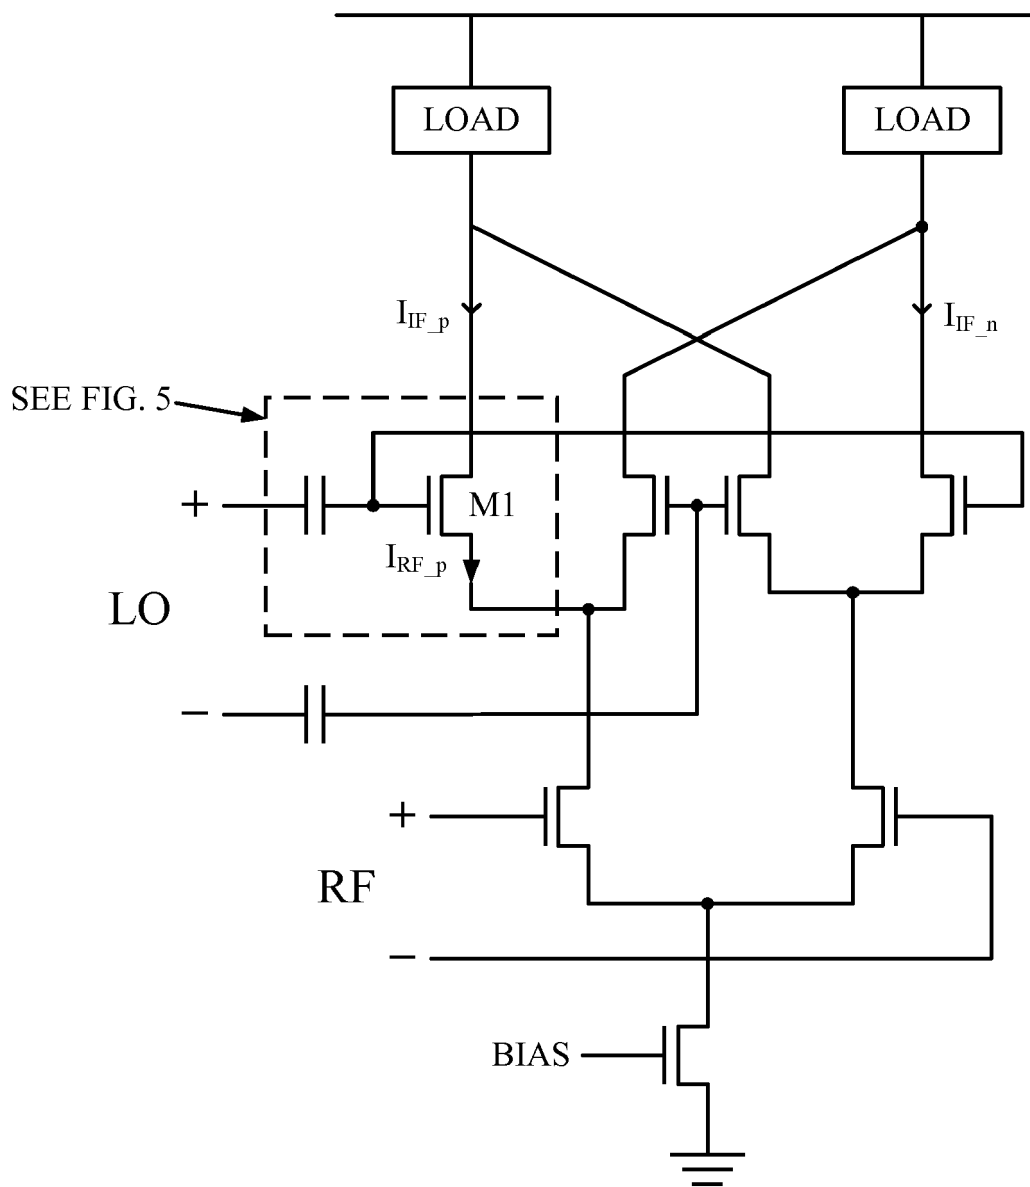 LOAD
LOAD
I_IF_p
I_IF_n
SEE FIG. 5
+
M1
I_RF_p
LO
−
+
RF
−
BIAS